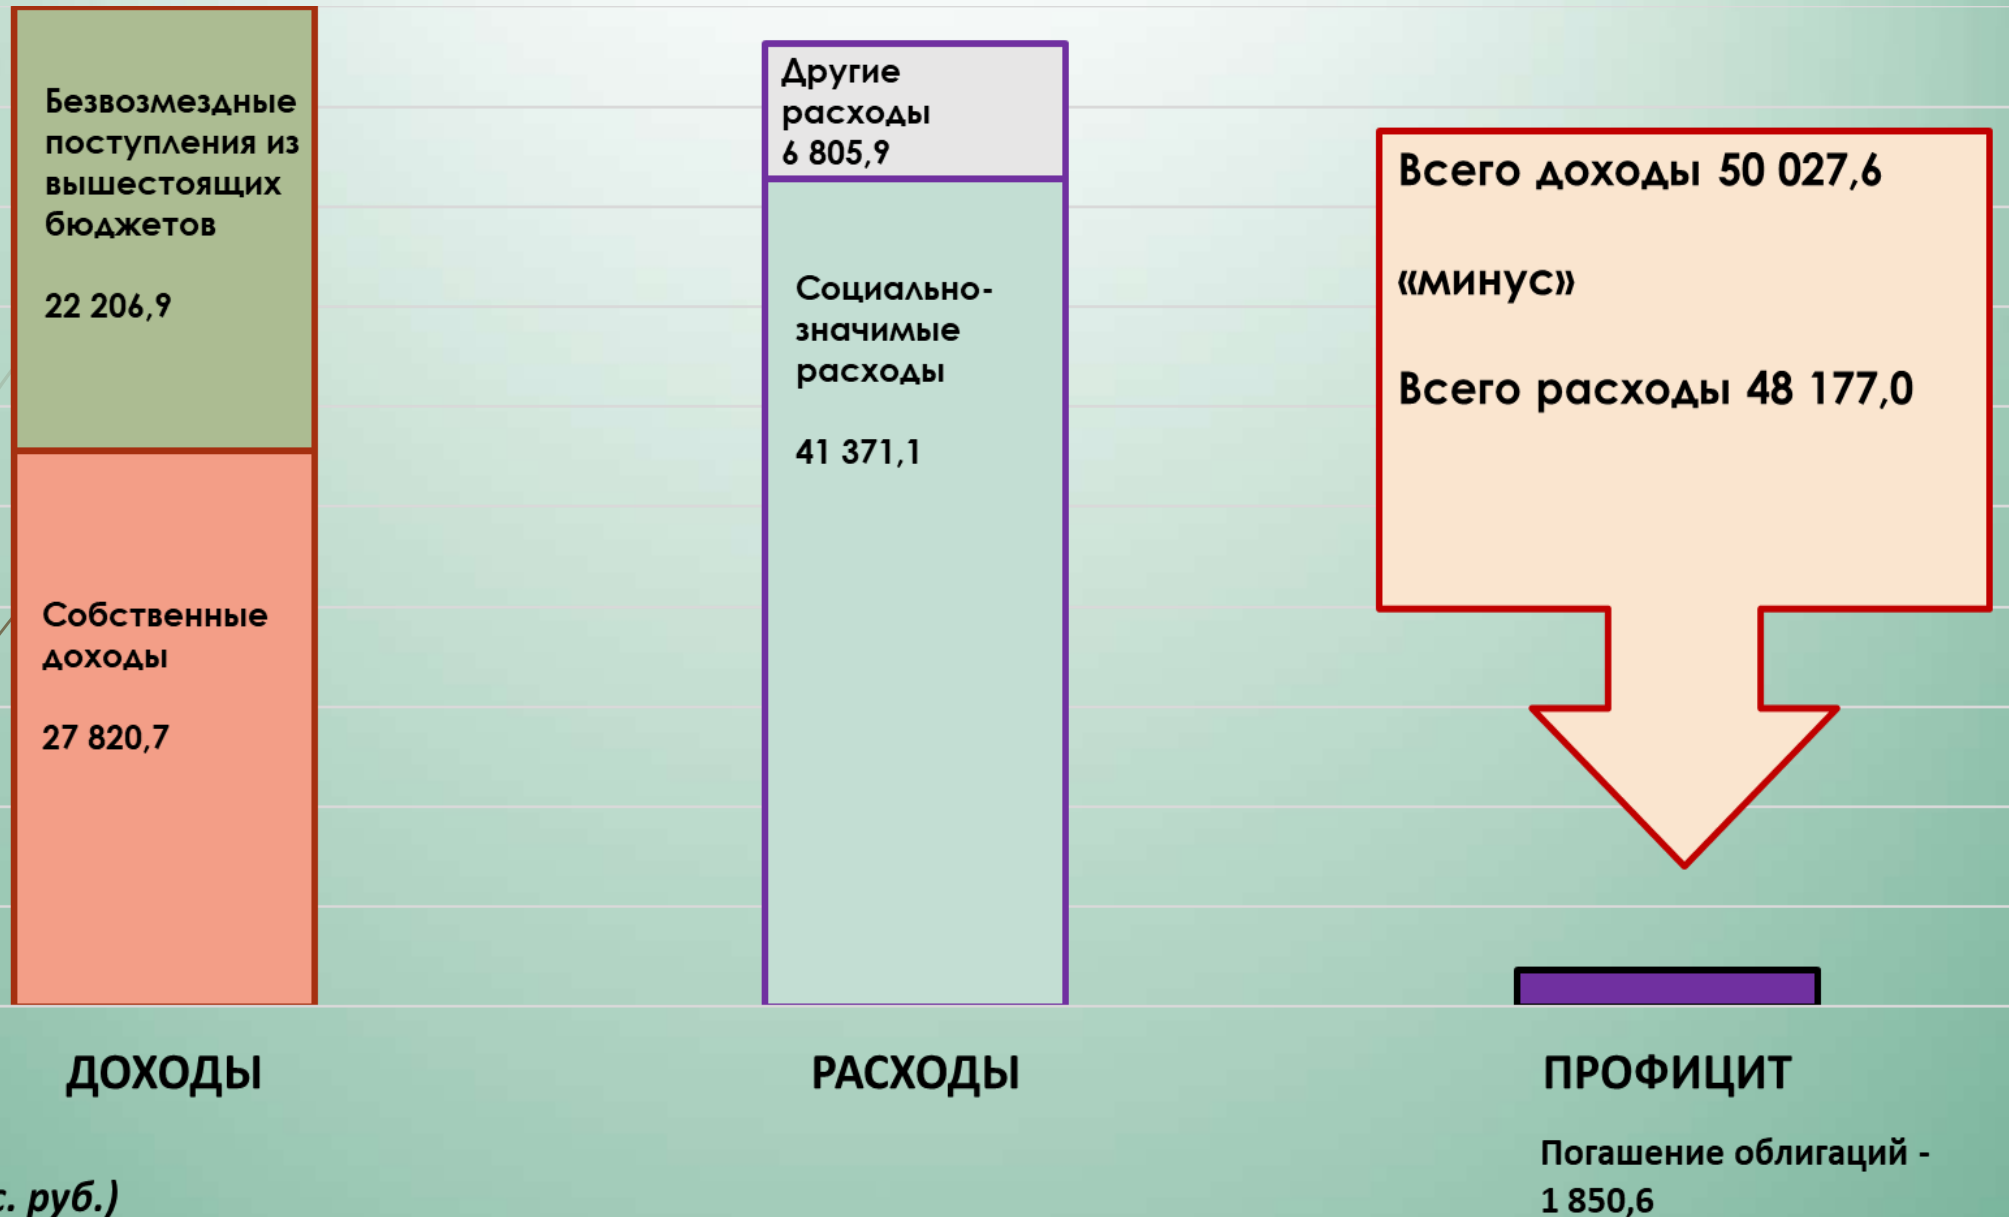 Безвозмездные
поступления из
вышестоящих
бюджетов
22 206,9
Собственные
доходы
27 820,7
Другие
расходы
6 805,9
Социально-
значимые
расходы
41 371,1
Всего доходы 50 027,6
«минус»
Всего расходы 48 177,0
ДОХОДЫ
РАСХОДЫ
ПРОФИЦИТ
Погашение облигаций -
1 850,6
с. руб.)